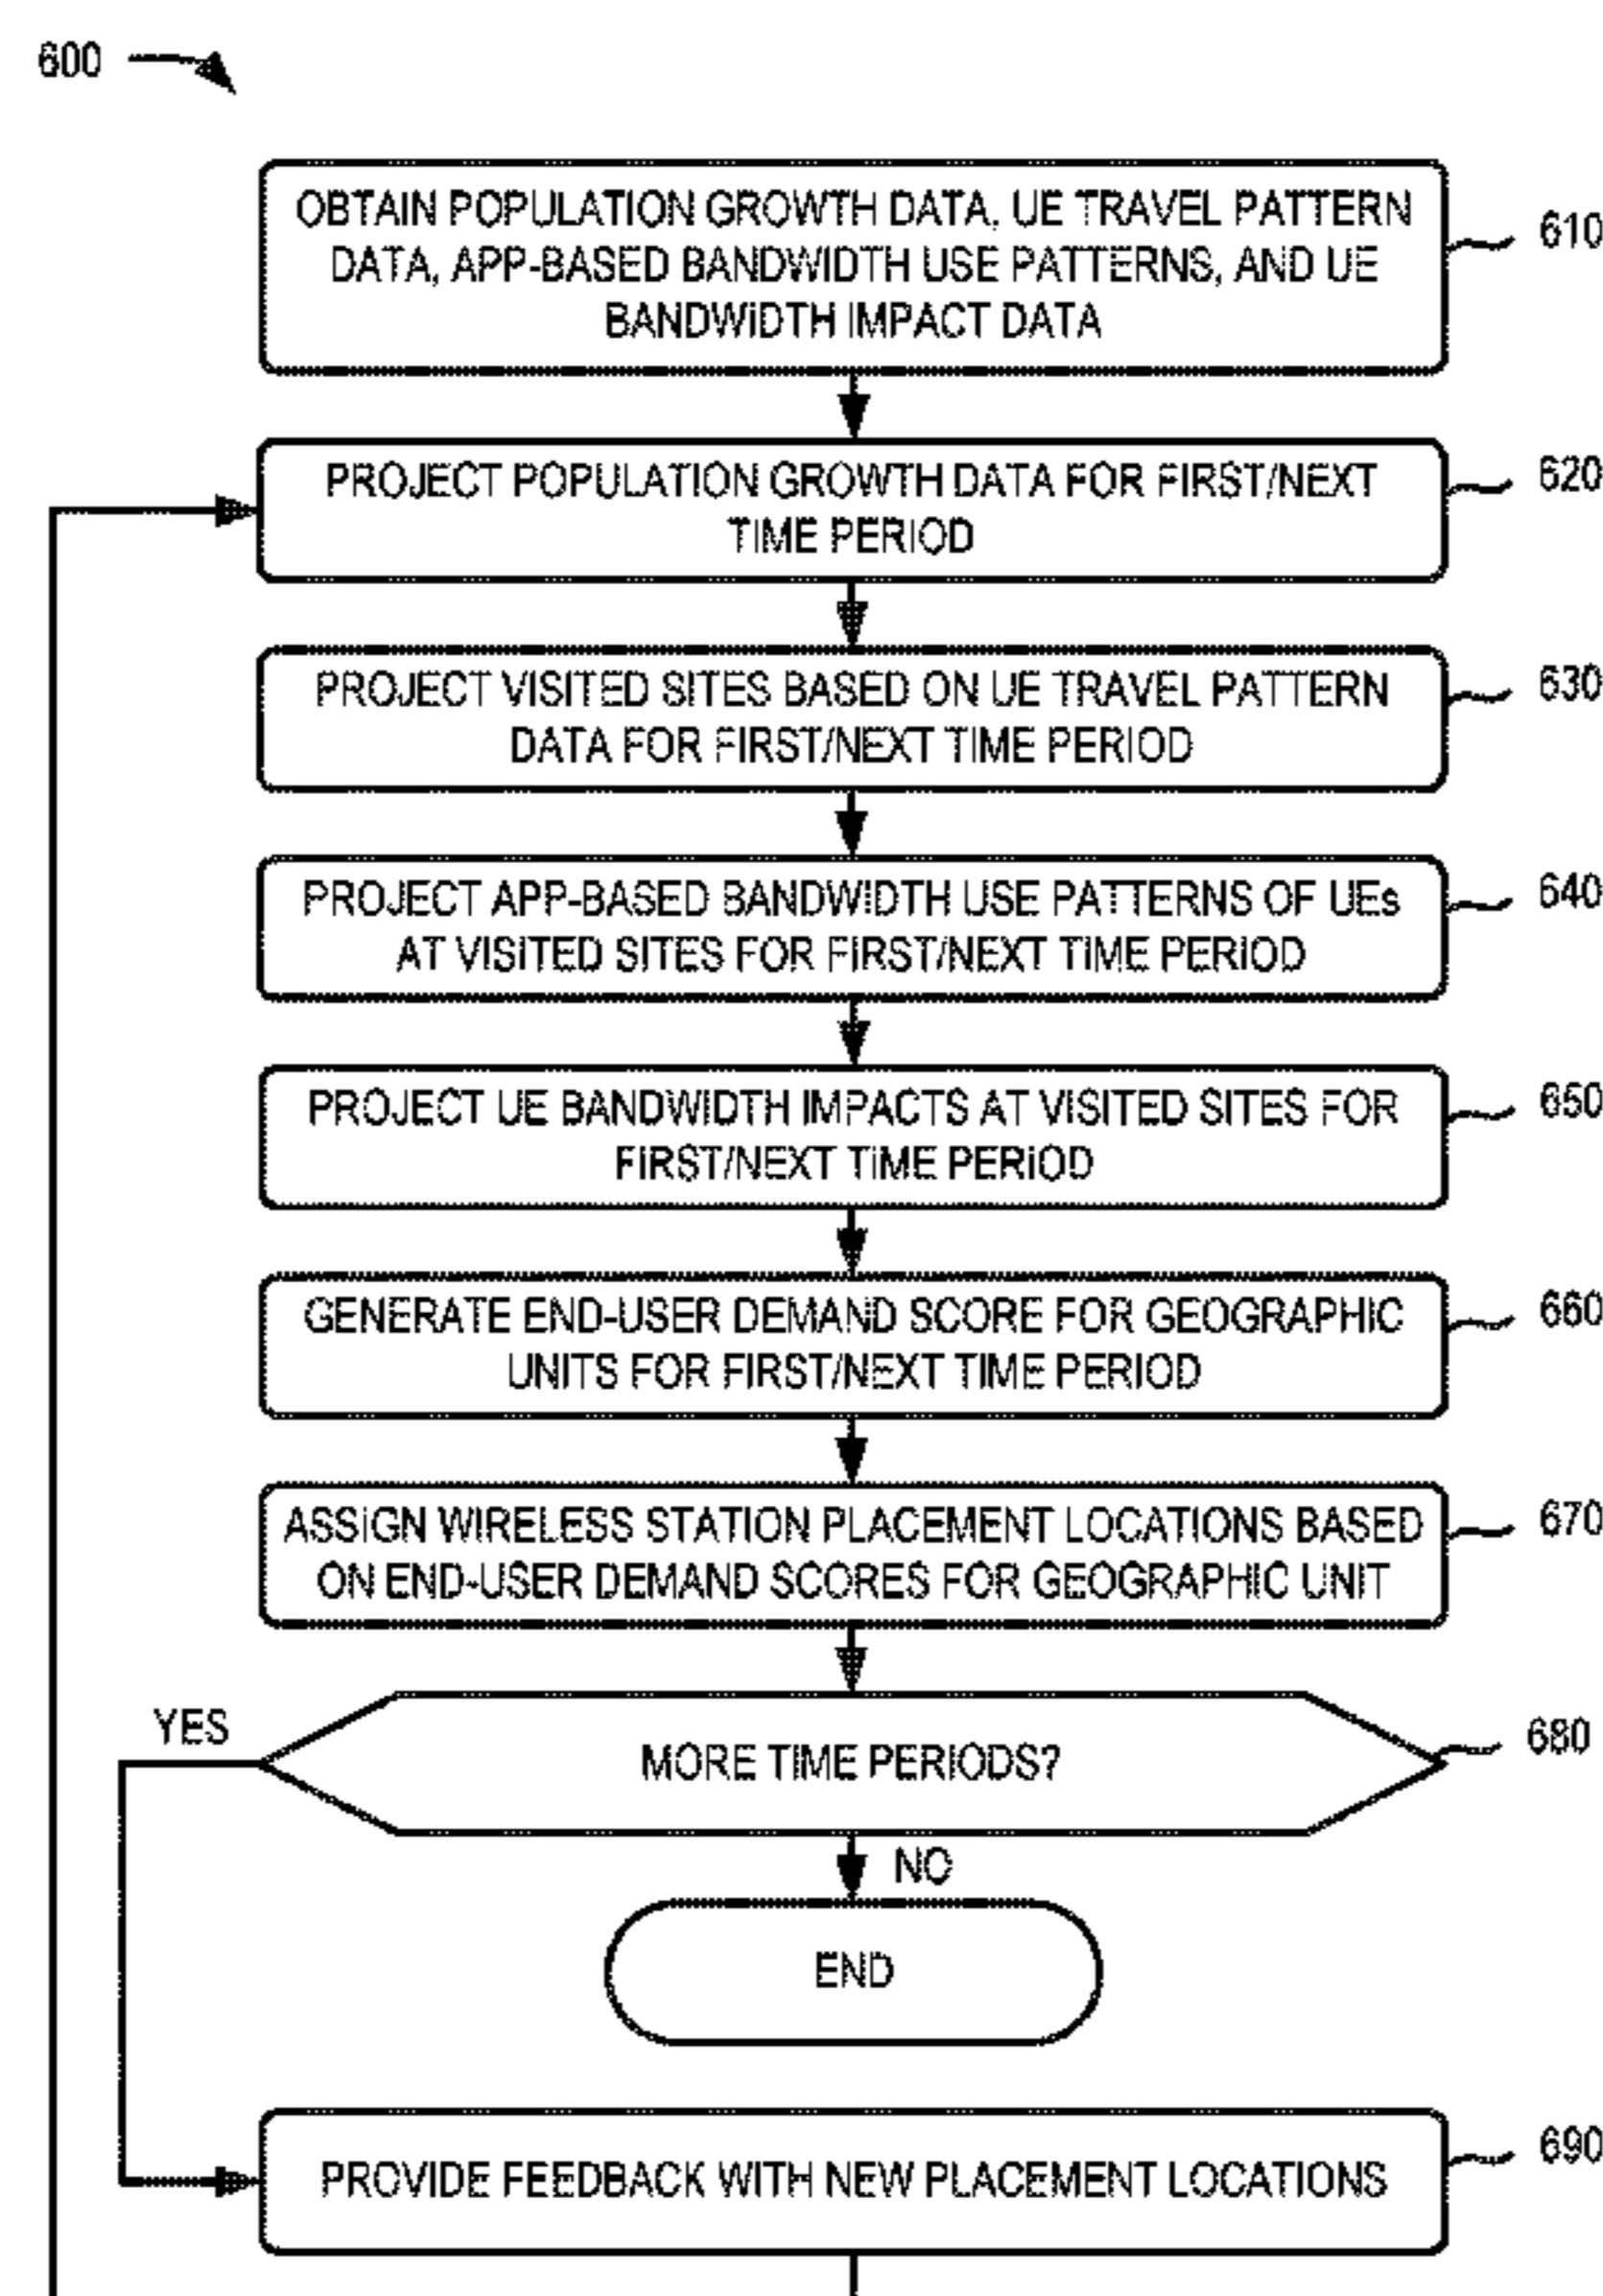 600
OBTAIN POPULATION GROWTH DATA, UE TRAVEL PATTERN
DATA, APP-BASED BANDWIDTH USE PATTERNS, AND UE
BANDWIDTH IMPACT DATA
610
PROJECT POPULATION GROWTH DATA FOR FIRST/NEXT
TIME PERIOD
620
PROJECT VISITED SITES BASED ON UE TRAVEL PATTERN
DATA FOR FIRST/NEXT TIME PERIOD
630
PROJECT APP-BASED BANDWIDTH USE PATTERNS OF UEs
AT VISITED SITES FOR FIRST/NEXT TIME PERIOD
640
PROJECT UE BANDWIDTH IMPACTS AT VISITED SITES FOR
FIRST/NEXT TIME PERIOD
650
GENERATE END-USER DEMAND SCORE FOR GEOGRAPHIC
UNITS FOR FIRST/NEXT TIME PERIOD
660
ASSIGN WIRELESS STATION PLACEMENT LOCATIONS BASED
ON END-USER DEMAND SCORES FOR GEOGRAPHIC UNIT
670
YES
MORE TIME PERIODS?
680
NO
END
PROVIDE FEEDBACK WITH NEW PLACEMENT LOCATIONS
690